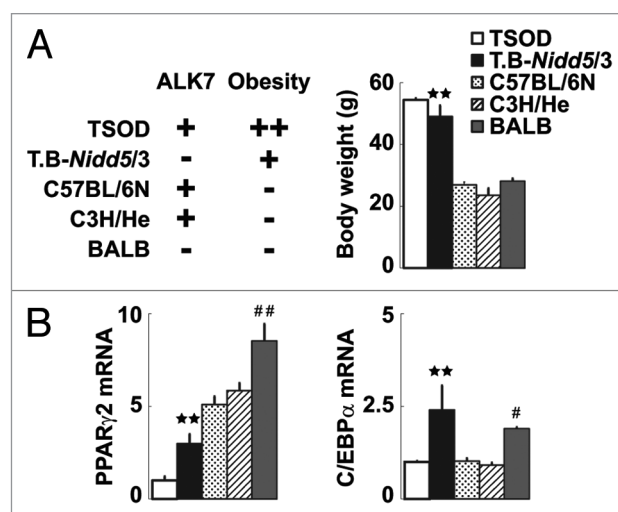 A
ALK7 Obesity
TSOD + ++
T.B-Nidd5/3 - +
C57BL/6N + -
C3H/He + -
BALB - -
TSOD
T.B-Nidd5/3
C57BL/6N
C3H/He
BALB
Body weight (g)
60
40
20
0
★★
B
PPARγ2 mRNA
10
5
0
★★
##
C/EBPα mRNA
5
2.5
0
★★
#